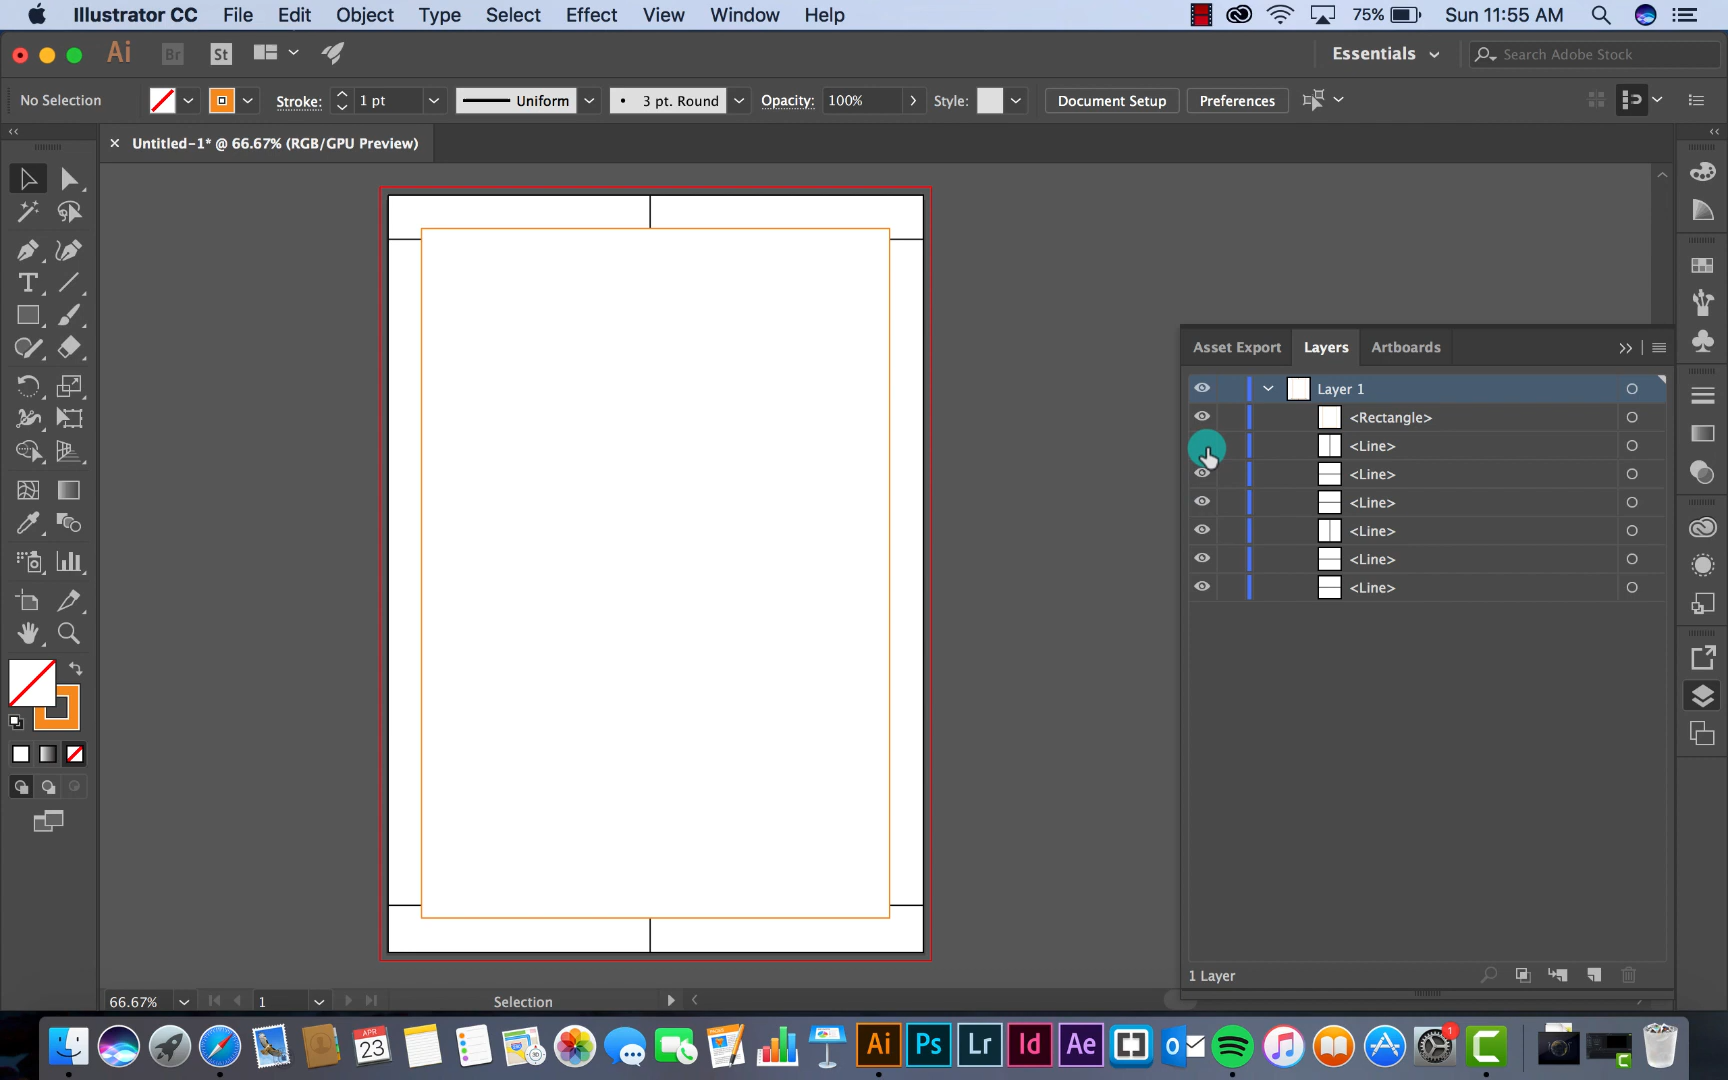 Illustrator CC File Edit Object Type Select Effect View Window Help 75% Sun 11:55 AM
Ai Br St Essentials Search Adobe Stock
No Selection Stroke: 1 pt Uniform 3 pt. Round Opacity: 100% Style: Document Setup Preferences
Untitled-1* @ 66.67% (RGB/GPU Preview)
Asset Export Layers Artboards
Layer 1
<Rectangle>
<Line>
<Line>
<Line>
<Line>
<Line>
<Line>
1 Layer
66.67% 1 Selection
APR
23
Ai Ps Lr Id Ae
1